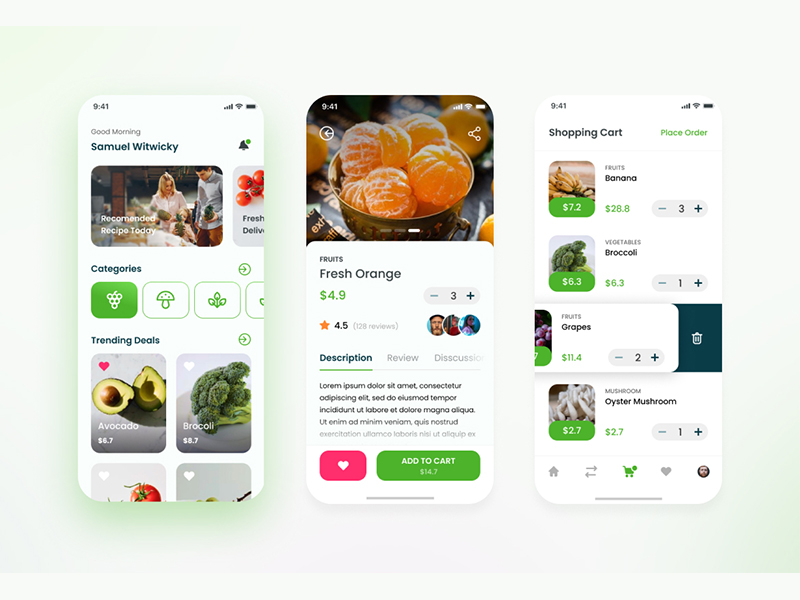 9:41
Good Morning
Samuel Witwicky
Recomended
Recipe Today
Fresh
Delive
Categories
Trending Deals
Avocado
$6.7
Brocoli
$8.7
9:41
FRUITS
Fresh Orange
$4.9
3
4.5 (128 reviews)
Description Review Disscussion
Lorem ipsum dolor sit amet, consectetur
adipiscing elit, sed do eiusmod tempor
incididunt ut labore et dolore magna aliqua.
Ut enim ad minim veniam, quis nostrud
exercitation ullamco laboris nisi ut aliquip ex
ADD TO CART
$14.7
9:41
Shopping Cart
Place Order
FRUITS
Banana
$7.2
$28.8
3
VEGETABLES
Broccoli
$6.3
$6.3
1
FRUITS
Grapes
7
$11.4
2
MUSHROOM
Oyster Mushroom
$2.7
$2.7
1